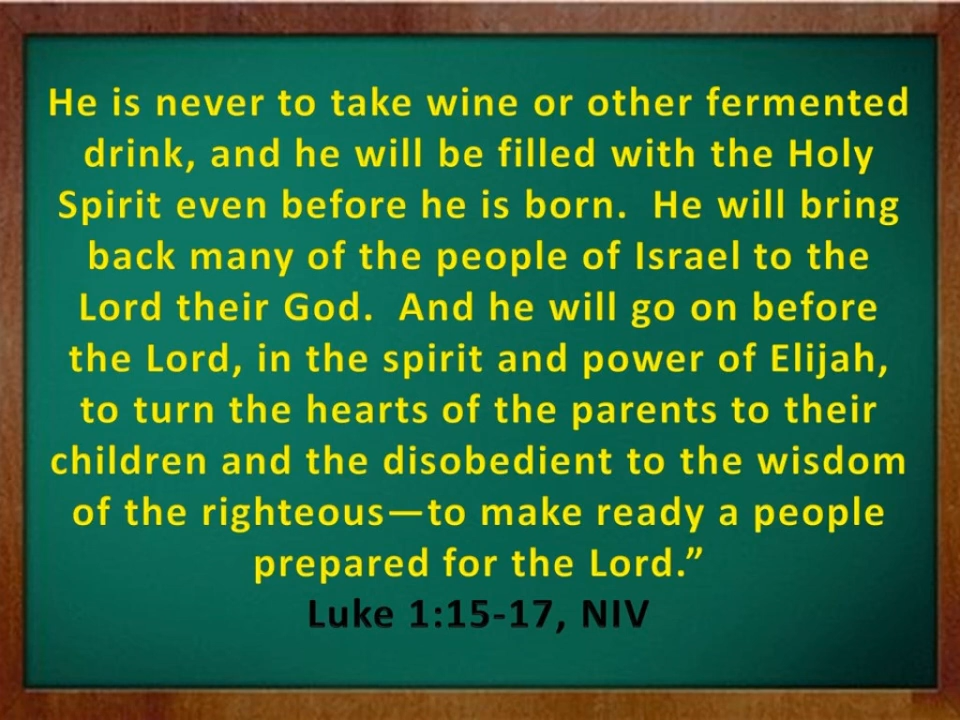 He is never to take wine or other fermented
drink, and he will be filled with the Holy
Spirit even before he is born.  He will bring
back many of the people of Israel to the
Lord their God.  And he will go on before
the Lord, in the spirit and power of Elijah,
to turn the hearts of the parents to their
children and the disobedient to the wisdom
of the righteous—to make ready a people
prepared for the Lord.”
Luke 1:15-17, NIV